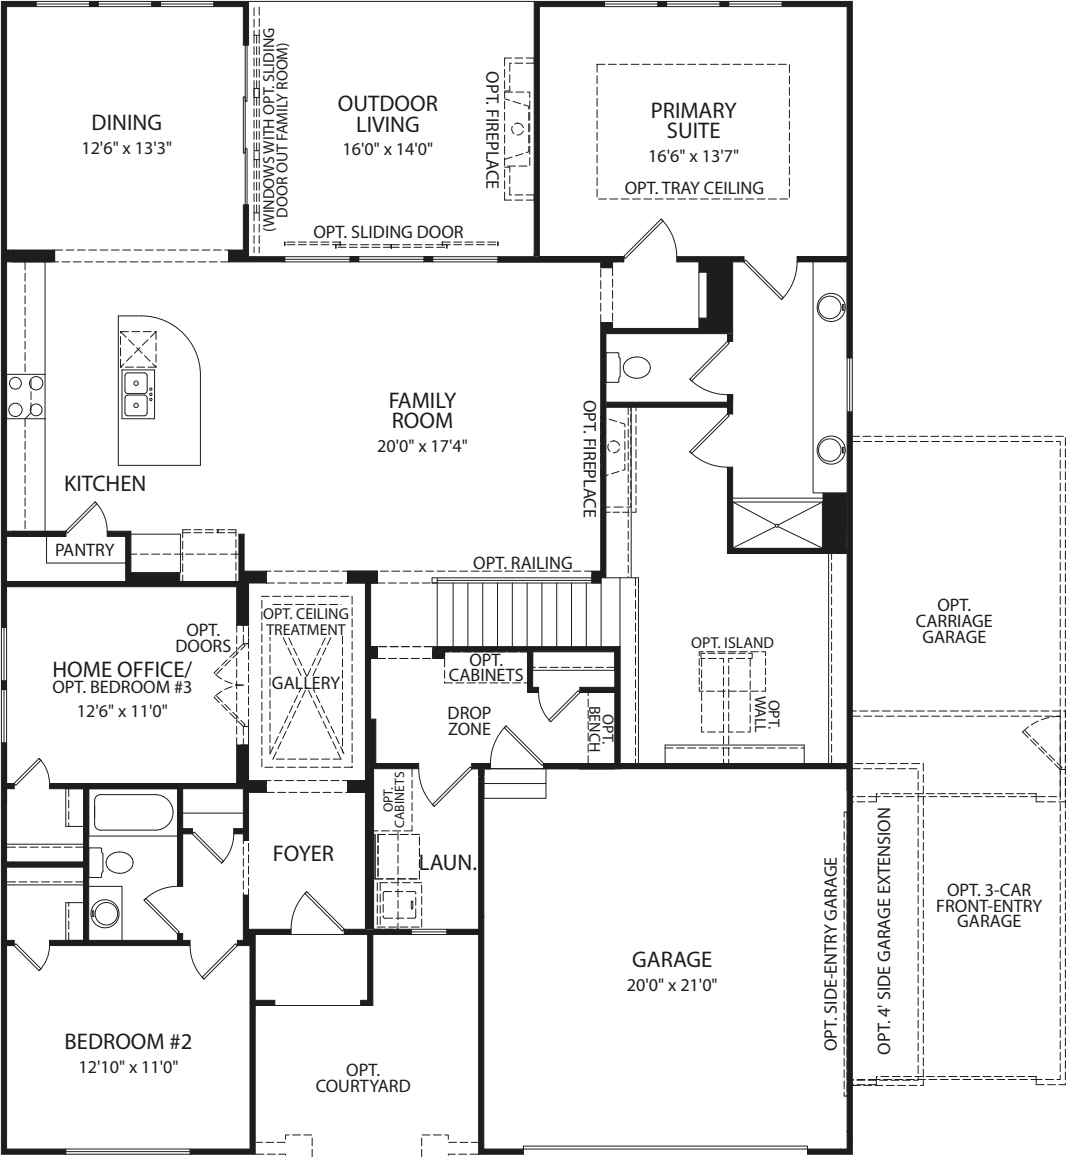 DINING
12'6" x 13'3"
(WINDOWS WITH OPT. SLIDING
DOOR OUT FAMILY ROOM)
OUTDOOR
LIVING
16'0" x 14'0"
OPT. FIREPLACE
OPT. SLIDING DOOR
PRIMARY
SUITE
16'6" x 13'7"
OPT. TRAY CEILING
FAMILY
ROOM
20'0" x 17'4"
OPT. FIREPLACE
KITCHEN
PANTRY
OPT. RAILING
OPT.
DOORS
HOME OFFICE/
OPT. BEDROOM #3
12'6" x 11'0"
OPT. CEILING
TREATMENT
GALLERY
OPT.
CABINETS
DROP
ZONE
OPT.
BENCH
OPT. ISLAND
OPT.
WALL
OPT.
CARRIAGE
GARAGE
OPT.
CABINETS
LAUN.
FOYER
GARAGE
20'0" x 21'0"
OPT. SIDE-ENTRY GARAGE
OPT. 4' SIDE GARAGE EXTENSION
OPT. 3-CAR
FRONT-ENTRY
GARAGE
BEDROOM #2
12'10" x 11'0"
OPT.
COURTYARD